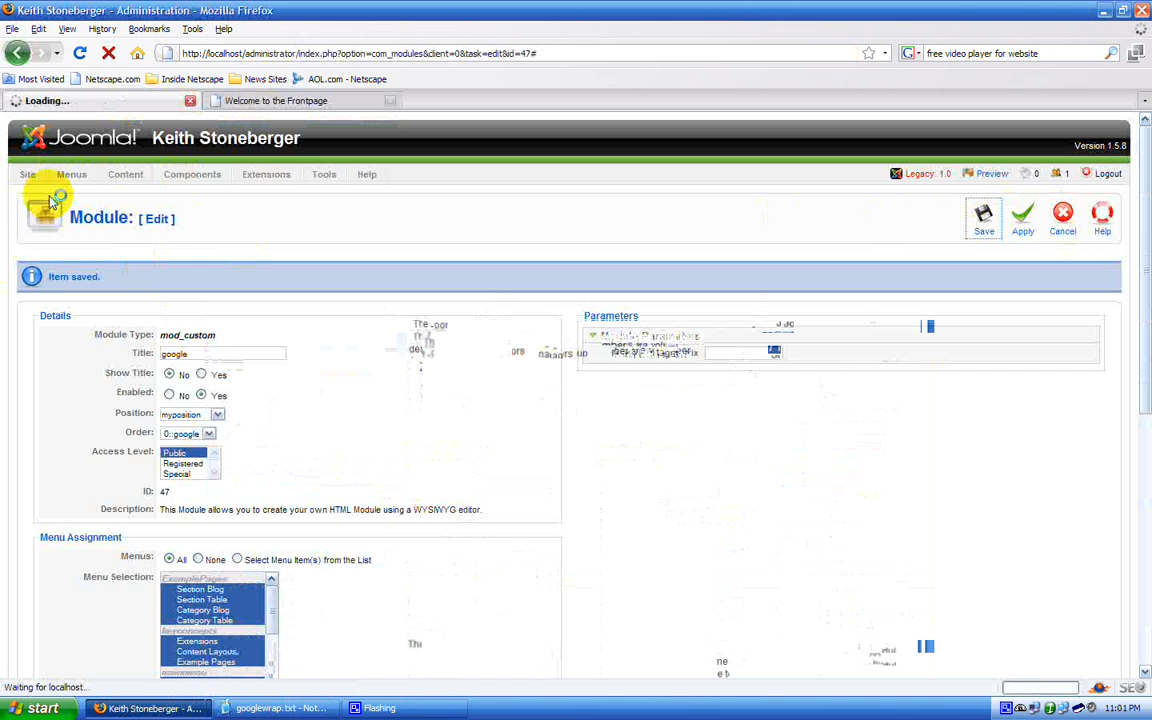 Keith Stoneberger - Administration - Mozilla Firefox
File Edit View History Bookmarks Tools Help
http://localhost/administrator/index.php?option=com_modules&client=0&task=edit&id=47#
free video player for website
Most Visited Netscape.com Inside Netscape News Sites AOL.com - Netscape
Loading... Welcome to the Frontpage
Joomla! Keith Stoneberger
Version 1.5.8
Site Menus Content Components Extensions Tools Help Legacy: 1.0 Preview 0 1 Logout
Module: [ Edit ] Save Apply Cancel Help
Item saved.
Details
Module Type: mod_custom
Title: google
Show Title: No Yes
Enabled: No Yes
Position: myposition
Order: 0::google
Access Level: Public
Registered
Special
ID: 47
Description: This Module allows you to create your own HTML Module using a WYSIWYG editor.
Parameters
Menu Assignment
Menus: All None Select Menu Item(s) from the List
Menu Selection: ExamplePages
Section Blog
Section Table
Category Blog
Category Table
keyconcepts
Extensions
Content Layouts
Example Pages
mainmenu
Waiting for localhost...
start Keith Stoneberger - A... googlewrap.txt - Not... Flashing 11:01 PM